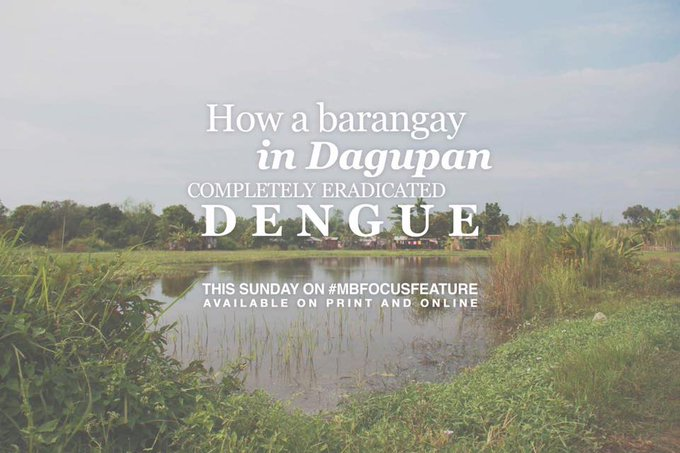 How a barangay
in Dagupan
COMPLETELY ERADICATED
DENGUE
THIS SUNDAY ON #MBFOCUSFEATURE
AVAILABLE ON PRINT AND ONLINE